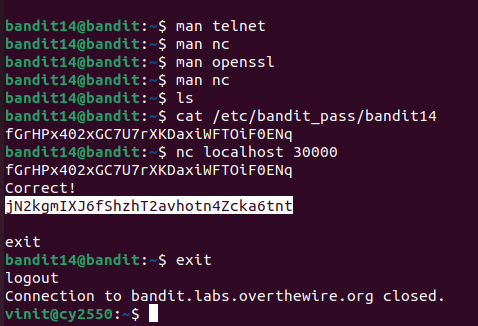 bandit14@bandit:~$ man telnet
bandit14@bandit:~$ man nc
bandit14@bandit:~$ man openssl
bandit14@bandit:~$ man nc
bandit14@bandit:~$ ls
bandit14@bandit:~$ cat /etc/bandit_pass/bandit14
fGrHPx402xGC7U7rXKDaxiWFTOiF0ENq
bandit14@bandit:~$ nc localhost 30000
fGrHPx402xGC7U7rXKDaxiWFTOiF0ENq
Correct!
jN2kgmIXJ6fShzhT2avhotn4Zcka6tnt

exit
bandit14@bandit:~$ exit
logout
Connection to bandit.labs.overthewire.org closed.
vinit@cy2550:~$